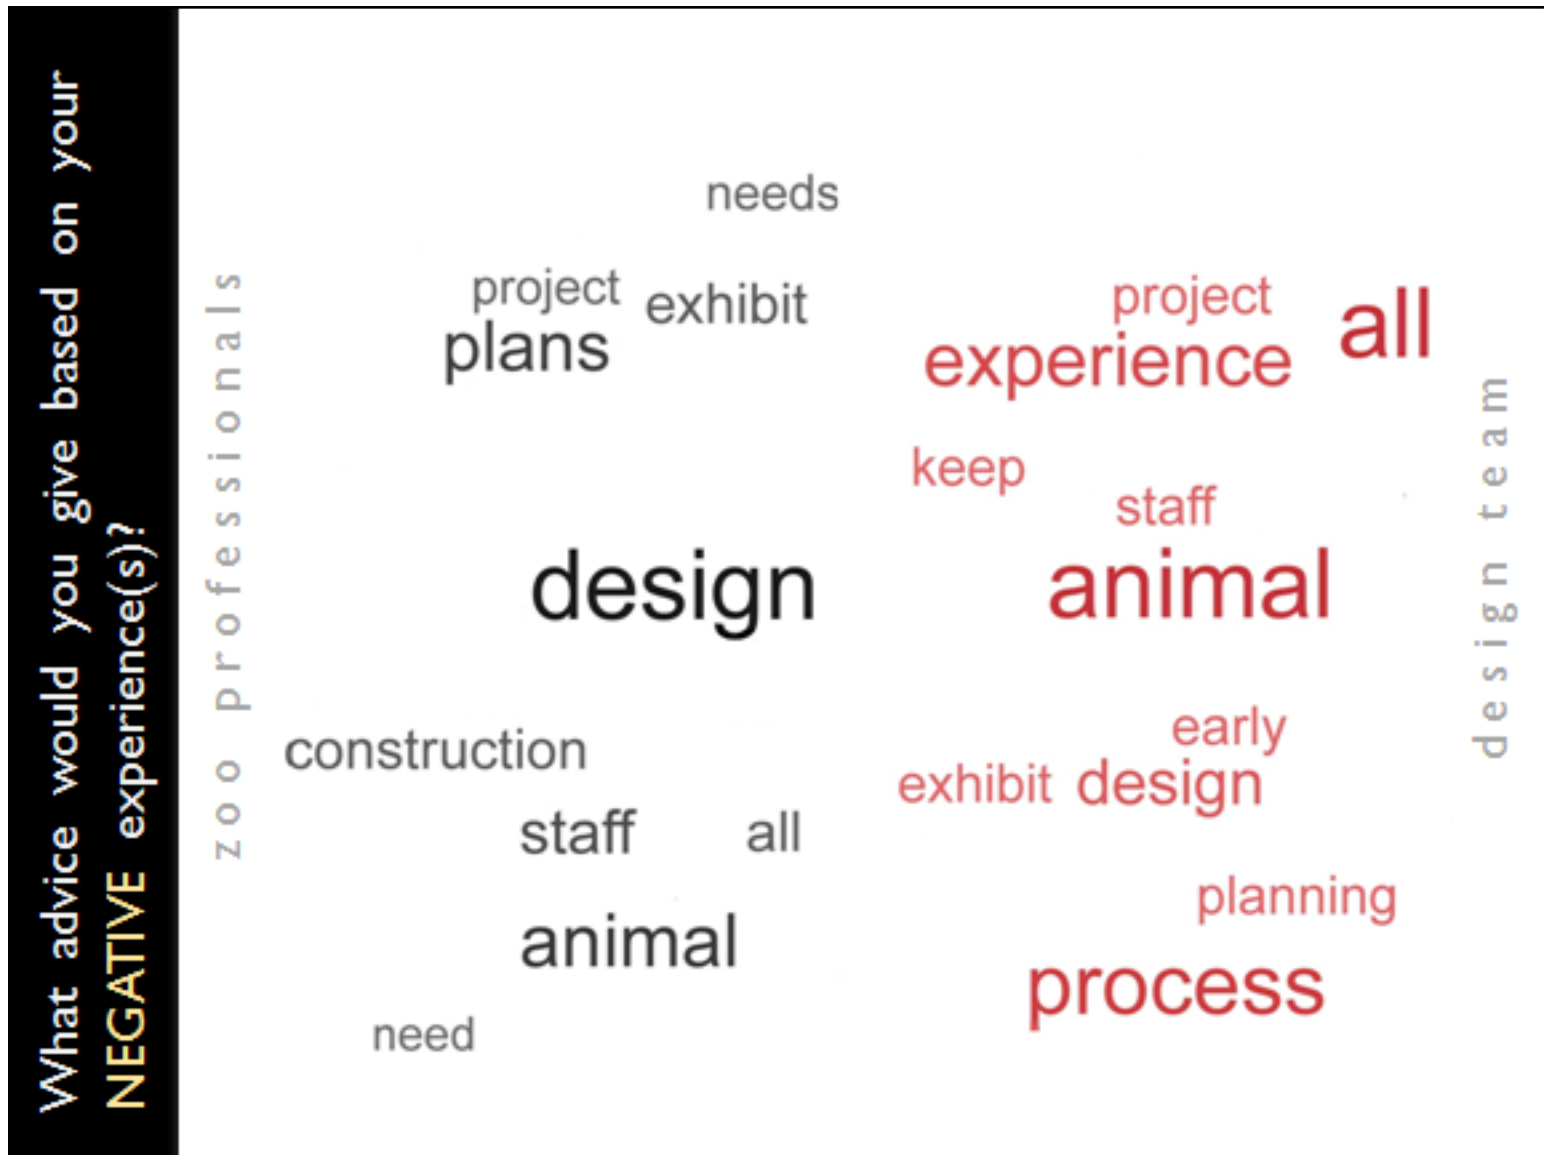 What advice would you give based on your
NEGATIVE experience(s)?
zoo professionals
needs
project
exhibit
plans
design
construction
staff
all
animal
need
project
all
experience
keep
staff
animal
early
exhibit
design
planning
process
design team